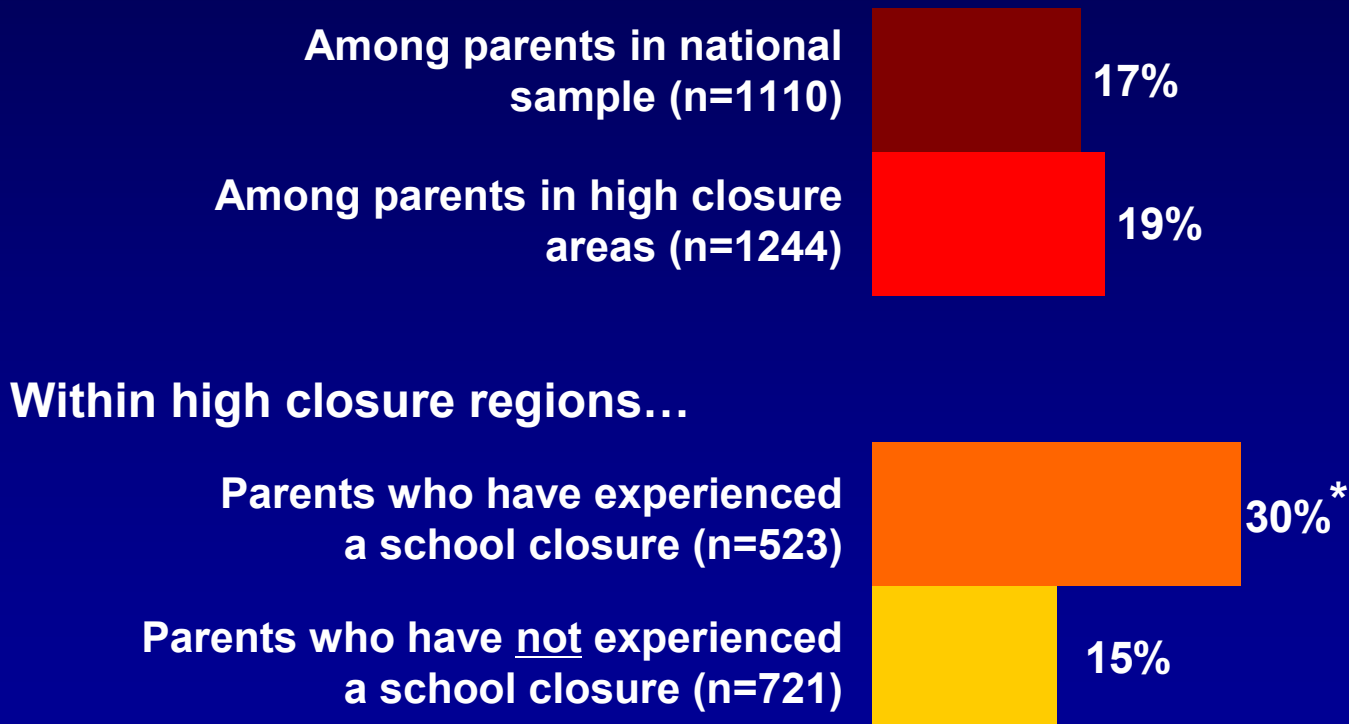 Among parents in national
sample (n=1110)
17%
Among parents in high closure
areas (n=1244)
19%
Within high closure regions…
Parents who have experienced
a school closure (n=523)
30%*
Parents who have not experienced
a school closure (n=721)
15%